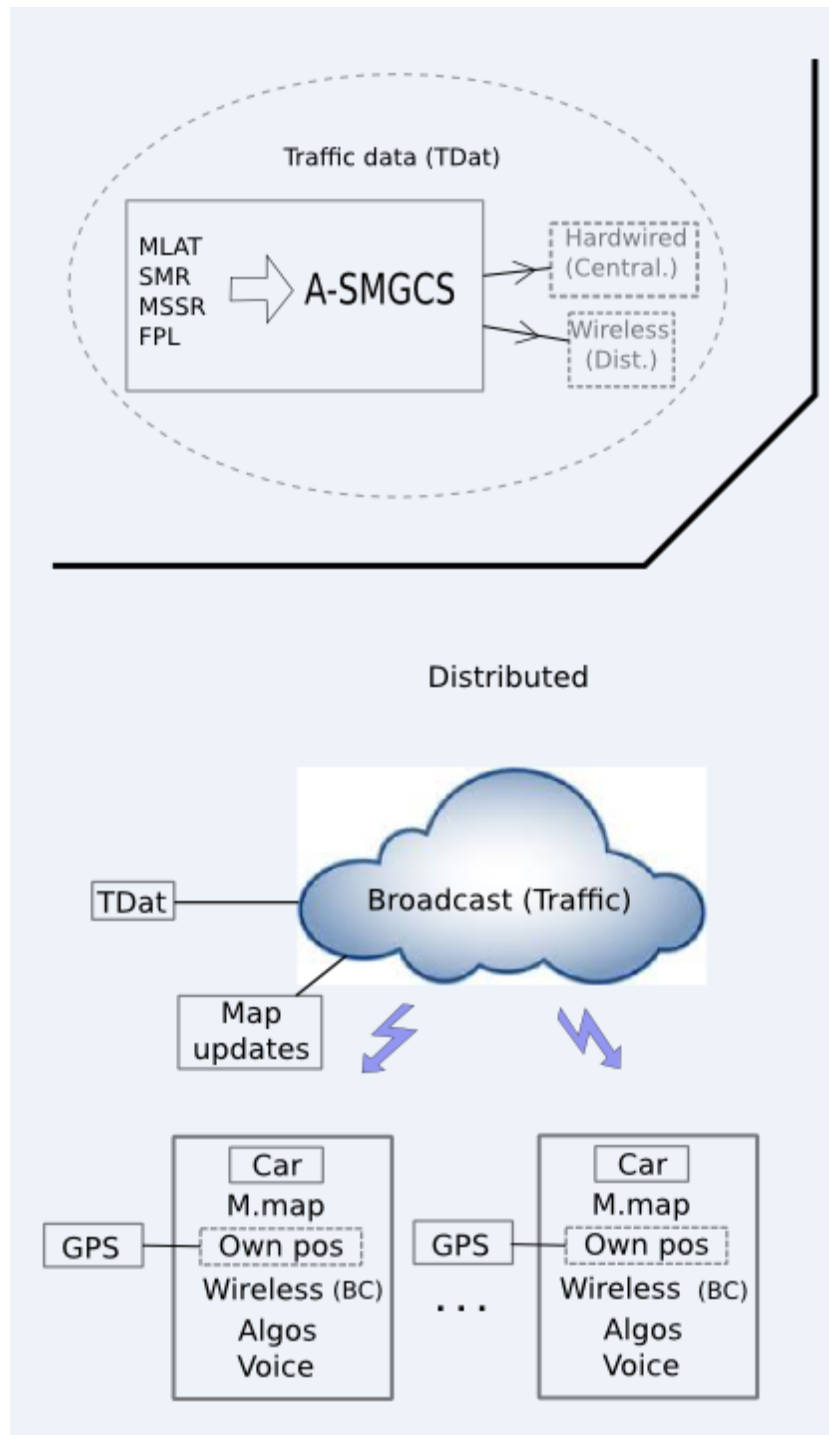 Traffic data (TDat)
MLAT
SMR
MSSR
FPL
A-SMGCS
Hardwired
(Central.)
Wireless
(Dist.)
Distributed
Broadcast (Traffic)
TDat
Map
updates
Car
M.map
GPS
Own pos
Wireless (BC)
Algos
Voice
. . .
Car
M.map
GPS
Own pos
Wireless (BC)
Algos
Voice